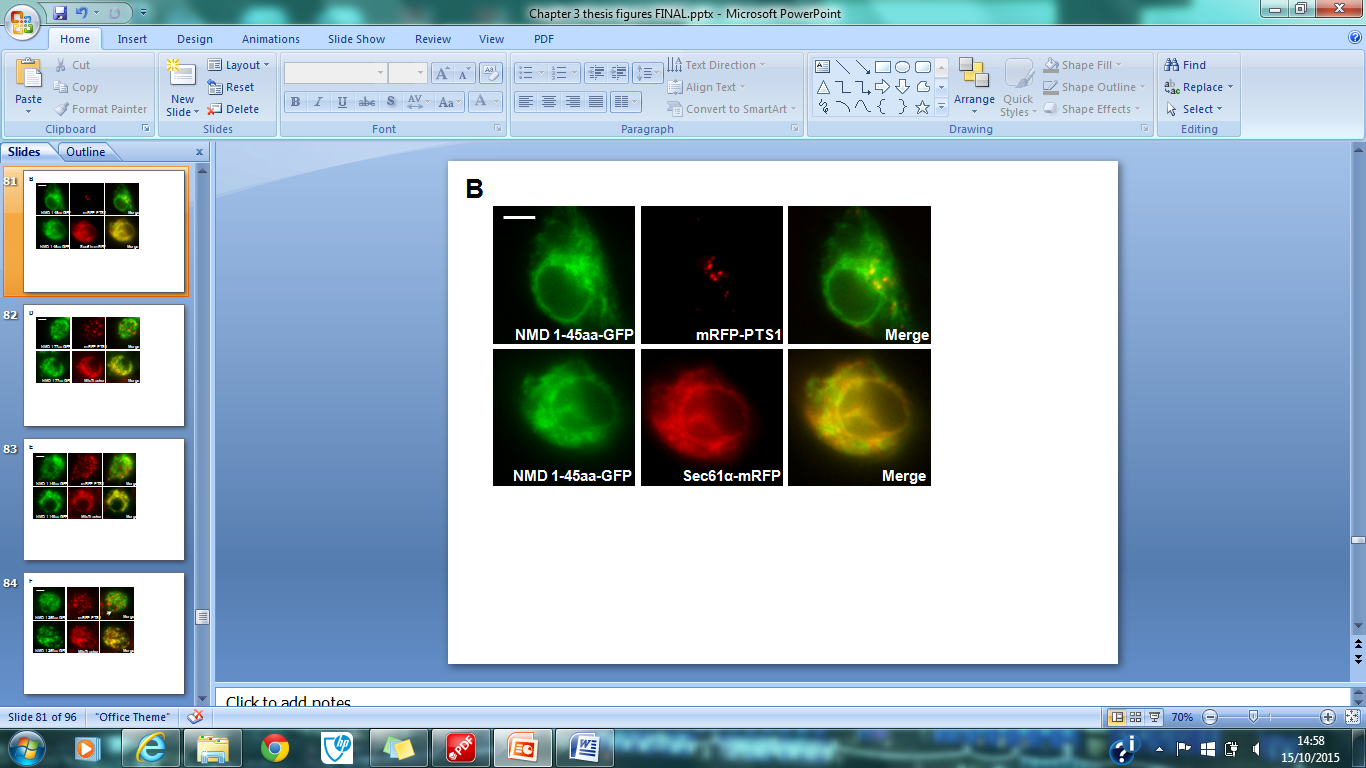 Chapter 3 thesis figures FINAL.pptx - Microsoft PowerPoint
Home Insert Design Animations Slide Show Review View PDF
Paste
Cut
Copy
Format Painter
Clipboard
New Slide
Layout
Reset
Delete
Slides
B I U abc S AV Aa A
Font
Paragraph
Text Direction
Align Text
Convert to SmartArt
Arrange
Quick Styles
Shape Fill
Shape Outline
Shape Effects
Drawing
Find
Replace
Select
Editing
Slides Outline x
81
82
83
84
B
NMD 1-45aa-GFP mRFP-PTS1 Merge
NMD 1-45aa-GFP Sec61α-mRFP Merge
Click to add notes
Slide 81 of 96 "Office Theme" 70%
14:58
15/10/2015